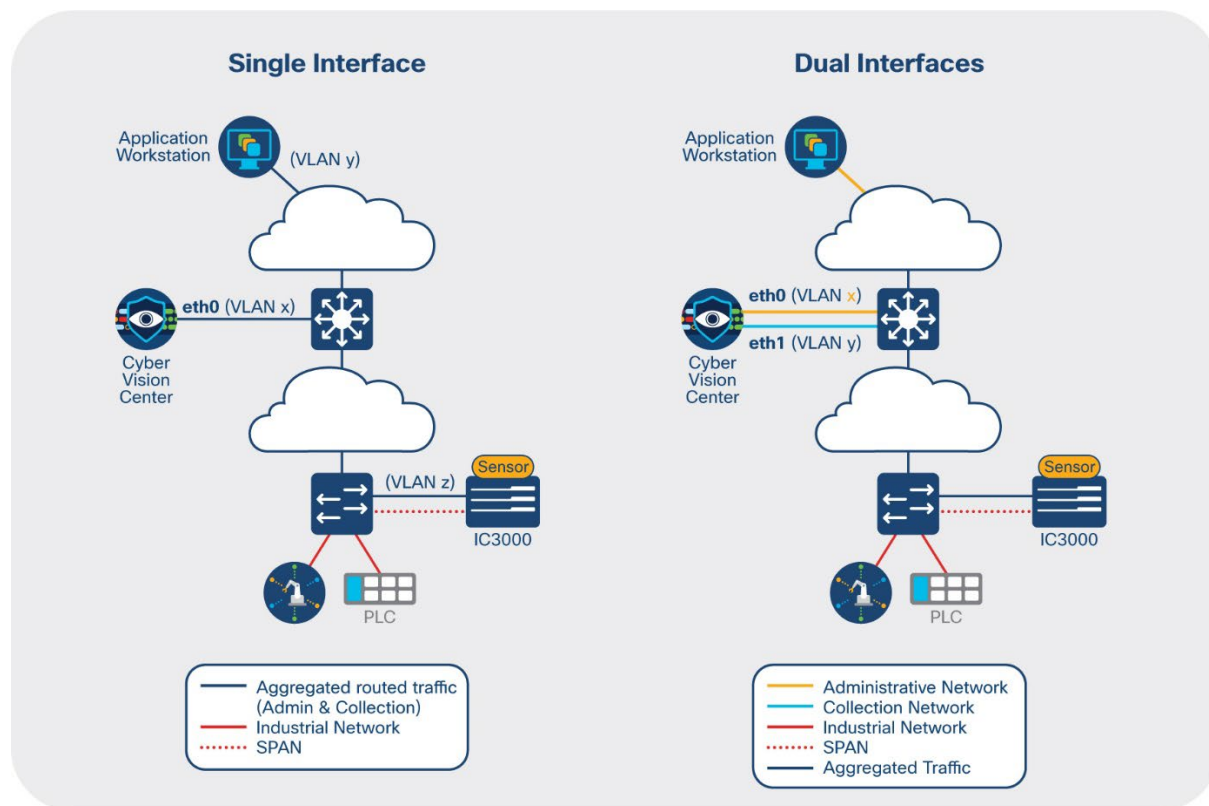 Single Interface
Application
Workstation
(VLAN y)
eth0 (VLAN x)
Cyber
Vision
Center
(VLAN z)
Sensor
IC3000
PLC
Aggregated routed traffic
(Admin & Collection)
Industrial Network
SPAN
Dual Interfaces
Application
Workstation
eth0 (VLAN x)
eth1 (VLAN y)
Cyber
Vision
Center
Sensor
IC3000
PLC
Administrative Network
Collection Network
Industrial Network
SPAN
Aggregated Traffic